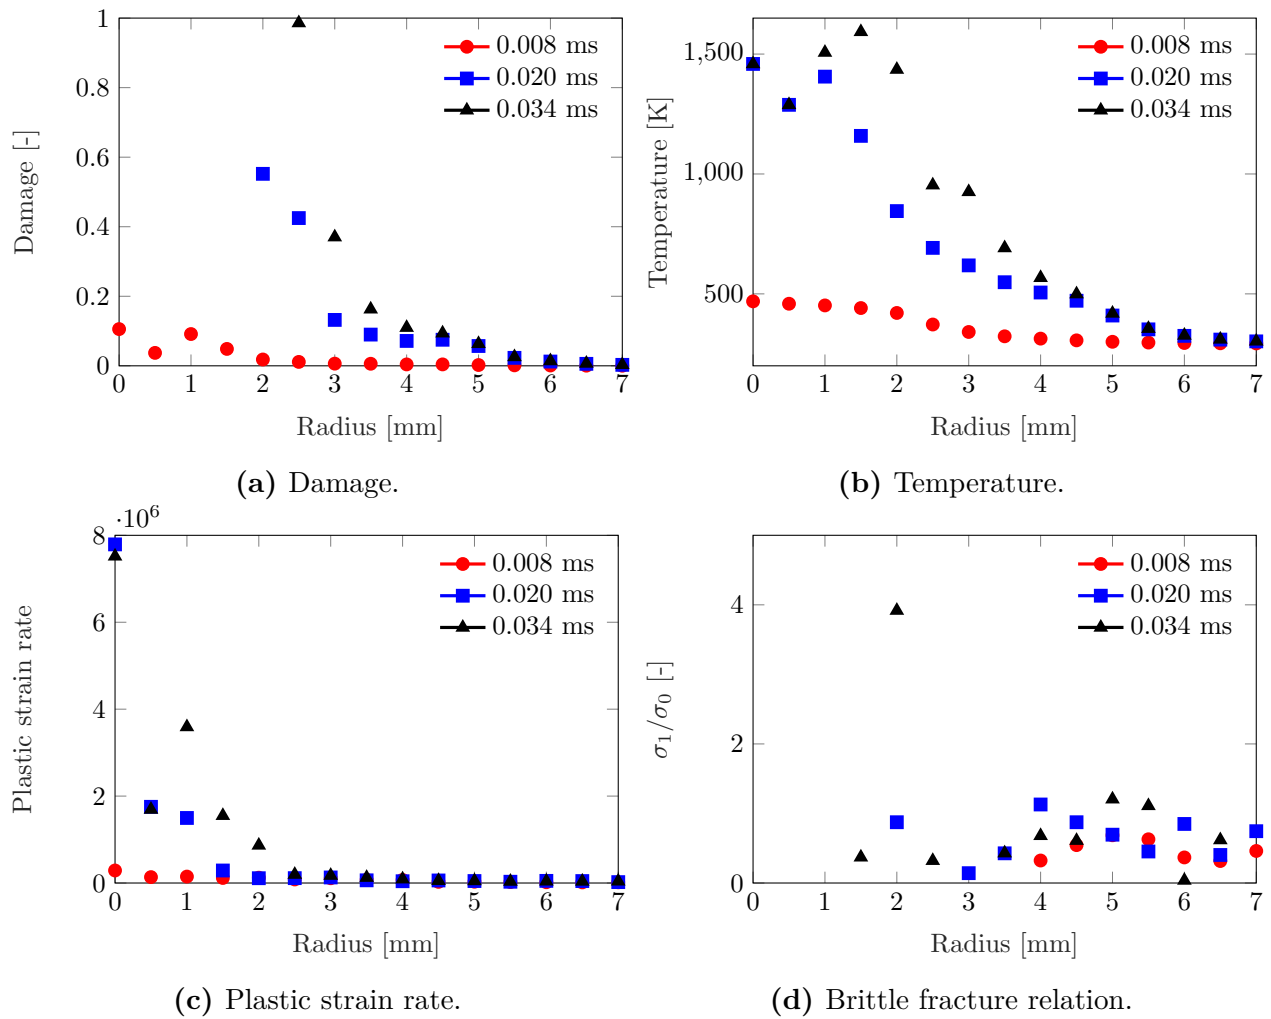 1
0.8
0.6
0.4
0.2
0
0 1 2 3 4 5 6 7
Damage [-]
Radius [mm]
0.008 ms
0.020 ms
0.034 ms
(a) Damage.
1,500
1,000
500
0 1 2 3 4 5 6 7
Temperature [K]
Radius [mm]
0.008 ms
0.020 ms
0.034 ms
(b) Temperature.
·10⁶
8
6
4
2
0
0 1 2 3 4 5 6 7
Plastic strain rate
Radius [mm]
0.008 ms
0.020 ms
0.034 ms
(c) Plastic strain rate.
4
2
0
0 1 2 3 4 5 6 7
σ₁/σ₀ [-]
Radius [mm]
0.008 ms
0.020 ms
0.034 ms
(d) Brittle fracture relation.